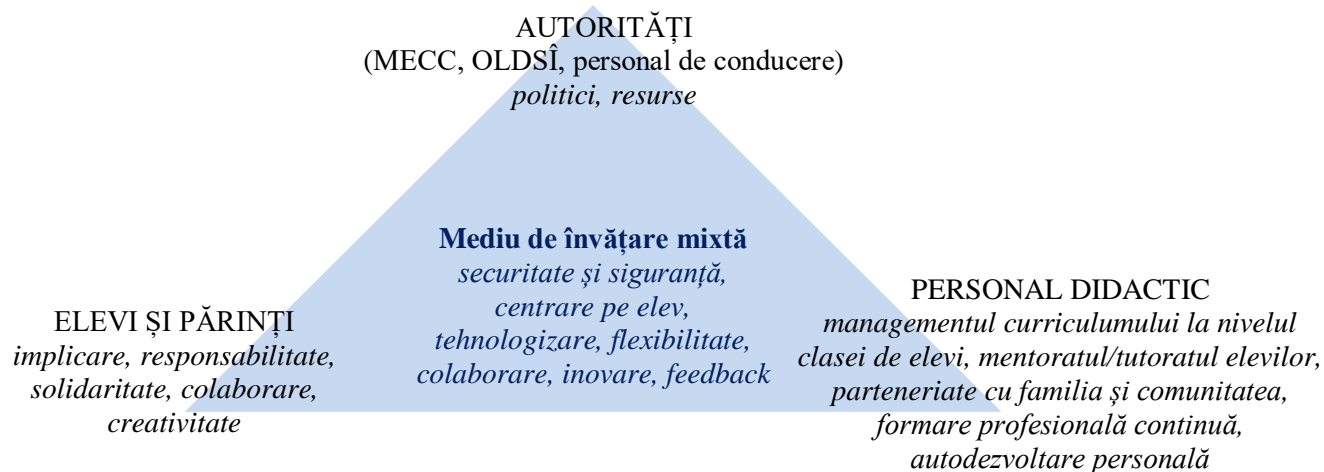 AUTORITĂȚI
(MECC, OLDSÎ, personal de conducere)
politici, resurse
Mediu de învățare mixtă
securitate și siguranță,
centrare pe elev,
tehnologizare, flexibilitate,
colaborare, inovare, feedback
ELEVI ȘI PĂRINȚI
implicare, responsabilitate,
solidaritate, colaborare,
creativitate
PERSONAL DIDACTIC
managementul curriculumului la nivelul
clasei de elevi, mentoratul/tutoratul elevilor,
parteneriate cu familia și comunitatea,
formare profesională continuă,
autodezvoltare personală